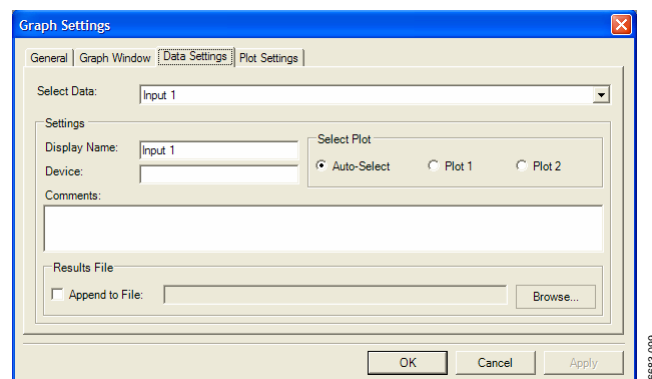 Graph Settings
General Graph Window Data Settings Plot Settings
Select Data: Input 1
Settings
Display Name: Input 1
Device:
Select Plot
Auto-Select Plot 1 Plot 2
Comments:
Results File
Append to File: Browse...
OK Cancel Apply